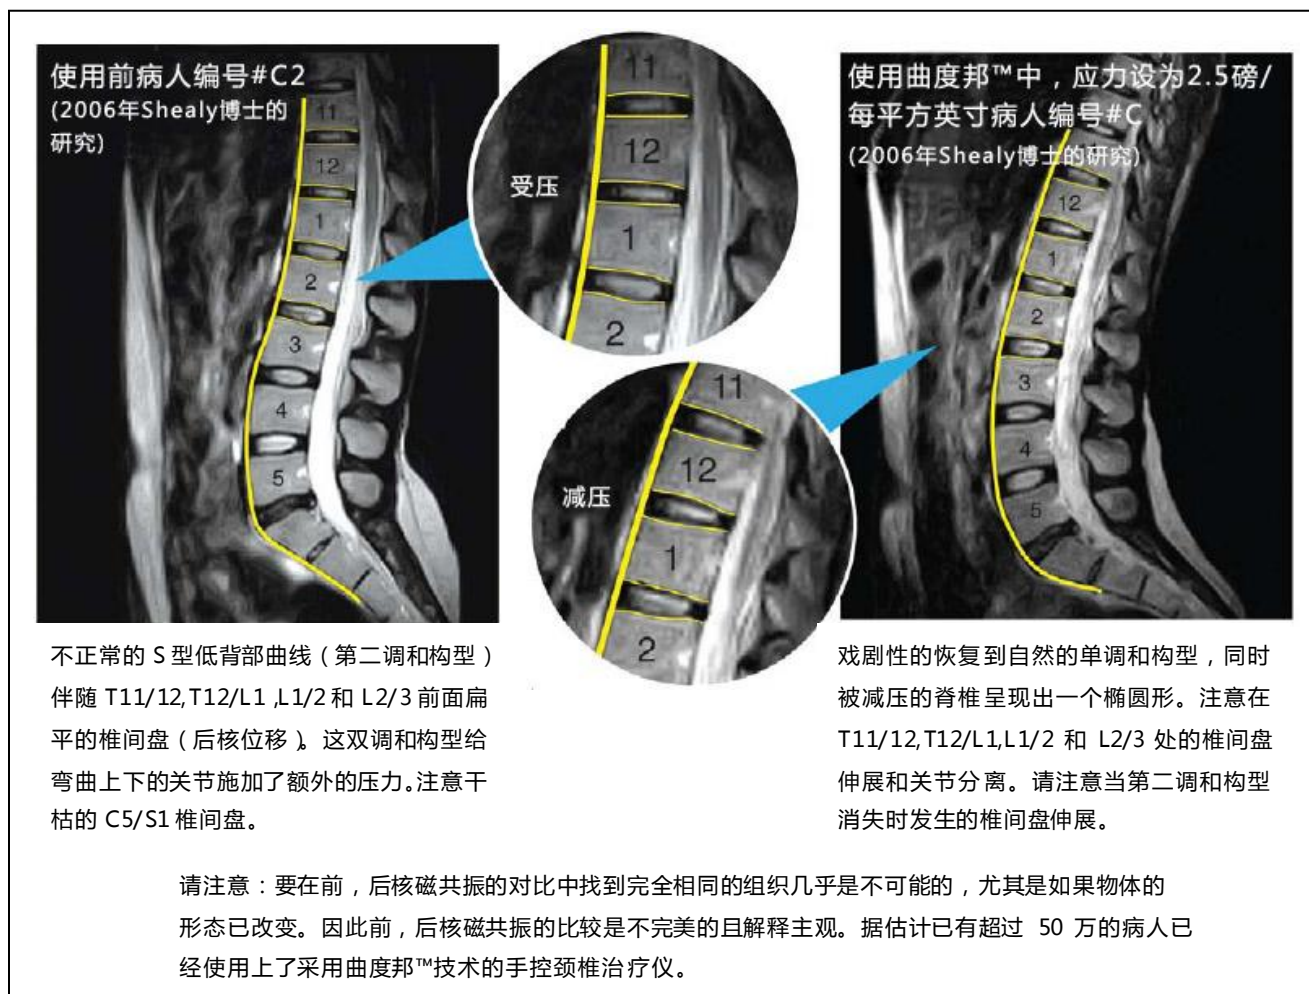 使用前病人编号#C2
(2006年Shealy博士的
研究)
11
12
1
2
3
4
5
11
12
受压
1
2
使用曲度邦™中，应力设为2.5磅/
每平方英寸病人编号#C
(2006年Shealy博士的研究)
12
1
2
3
4
5
11
12
减压
1
2
不正常的 S 型低背部曲线（第二调和构型）
伴随 T11/12,T12/L1 ,L1/2 和 L2/3 前面扁
平的椎间盘（后核位移）。这双调和构型给
弯曲上下的关节施加了额外的压力。注意干
枯的 C5/S1 椎间盘。
戏剧性的恢复到自然的单调和构型，同时
被减压的脊椎呈现出一个椭圆形。注意在
T11/12,T12/L1,L1/2 和 L2/3 处的椎间盘
伸展和关节分离。请注意当第二调和构型
消失时发生的椎间盘伸展。
请注意：要在前，后核磁共振的对比中找到完全相同的组织几乎是不可能的，尤其是如果物体的
形态已改变。因此前，后核磁共振的比较是不完美的且解释主观。据估计已有超过 50 万的病人已
经使用上了采用曲度邦™技术的手控颈椎治疗仪。